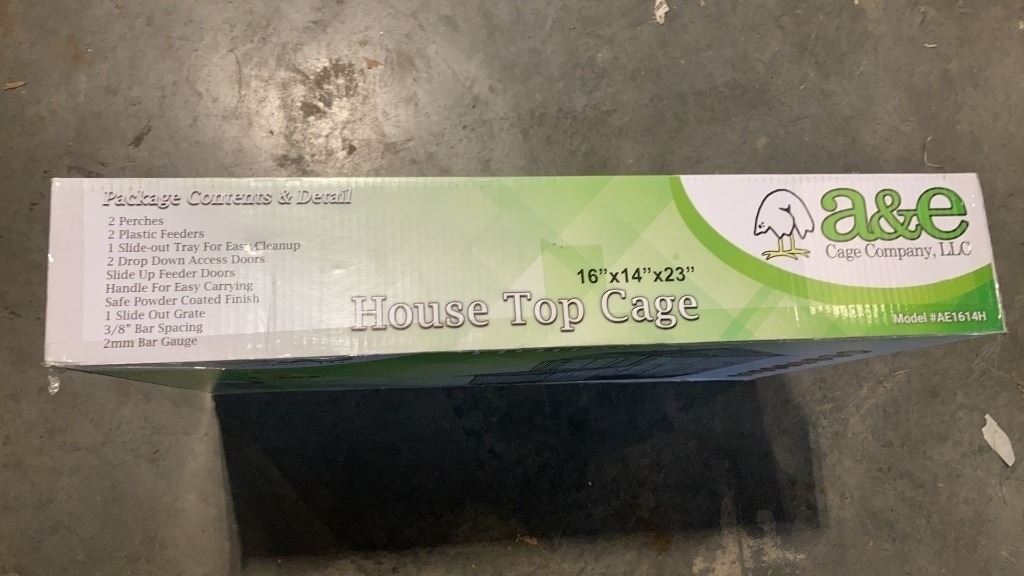 Package Contents & Detail
2 Perches
2 Plastic Feeders
1 Slide-out Tray For Easy Cleanup
2 Drop Down Access Doors
Slide Up Feeder Doors
Handle For Easy Carrying
Safe Powder Coated Finish
1 Slide Out Grate
3/8" Bar Spacing
2mm Bar Gauge
16"x14"x23"
House Top Cage
a&e
Cage Company, LLC
Model #AE1614H